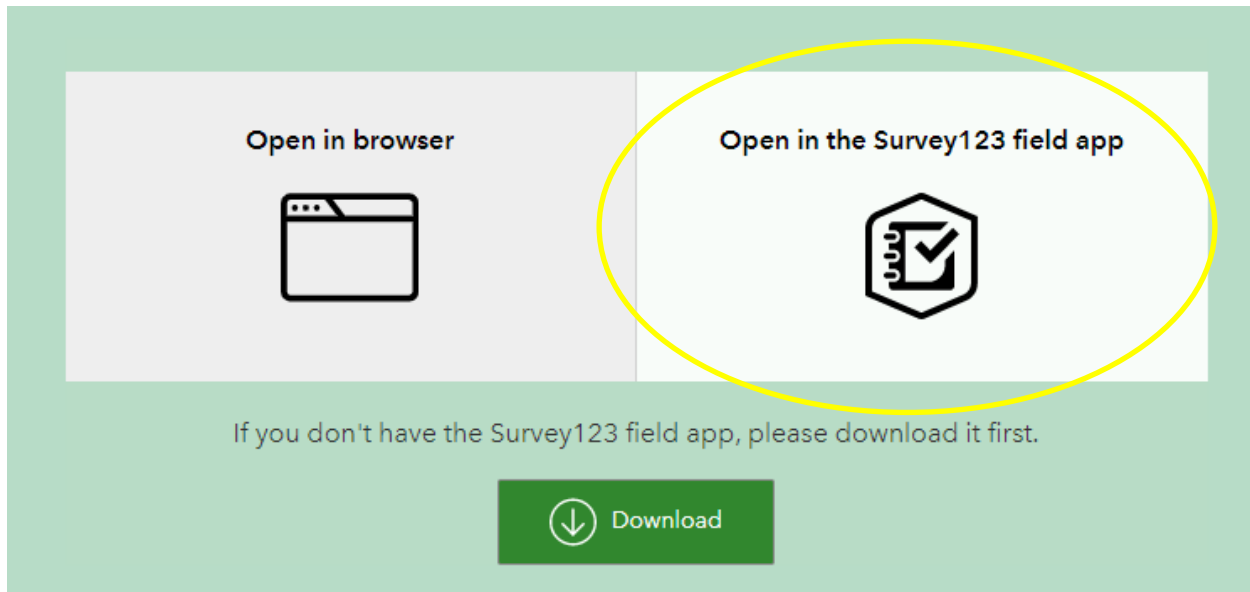 Open in browser
Open in the Survey123 field app
If you don't have the Survey123 field app, please download it first.
Download